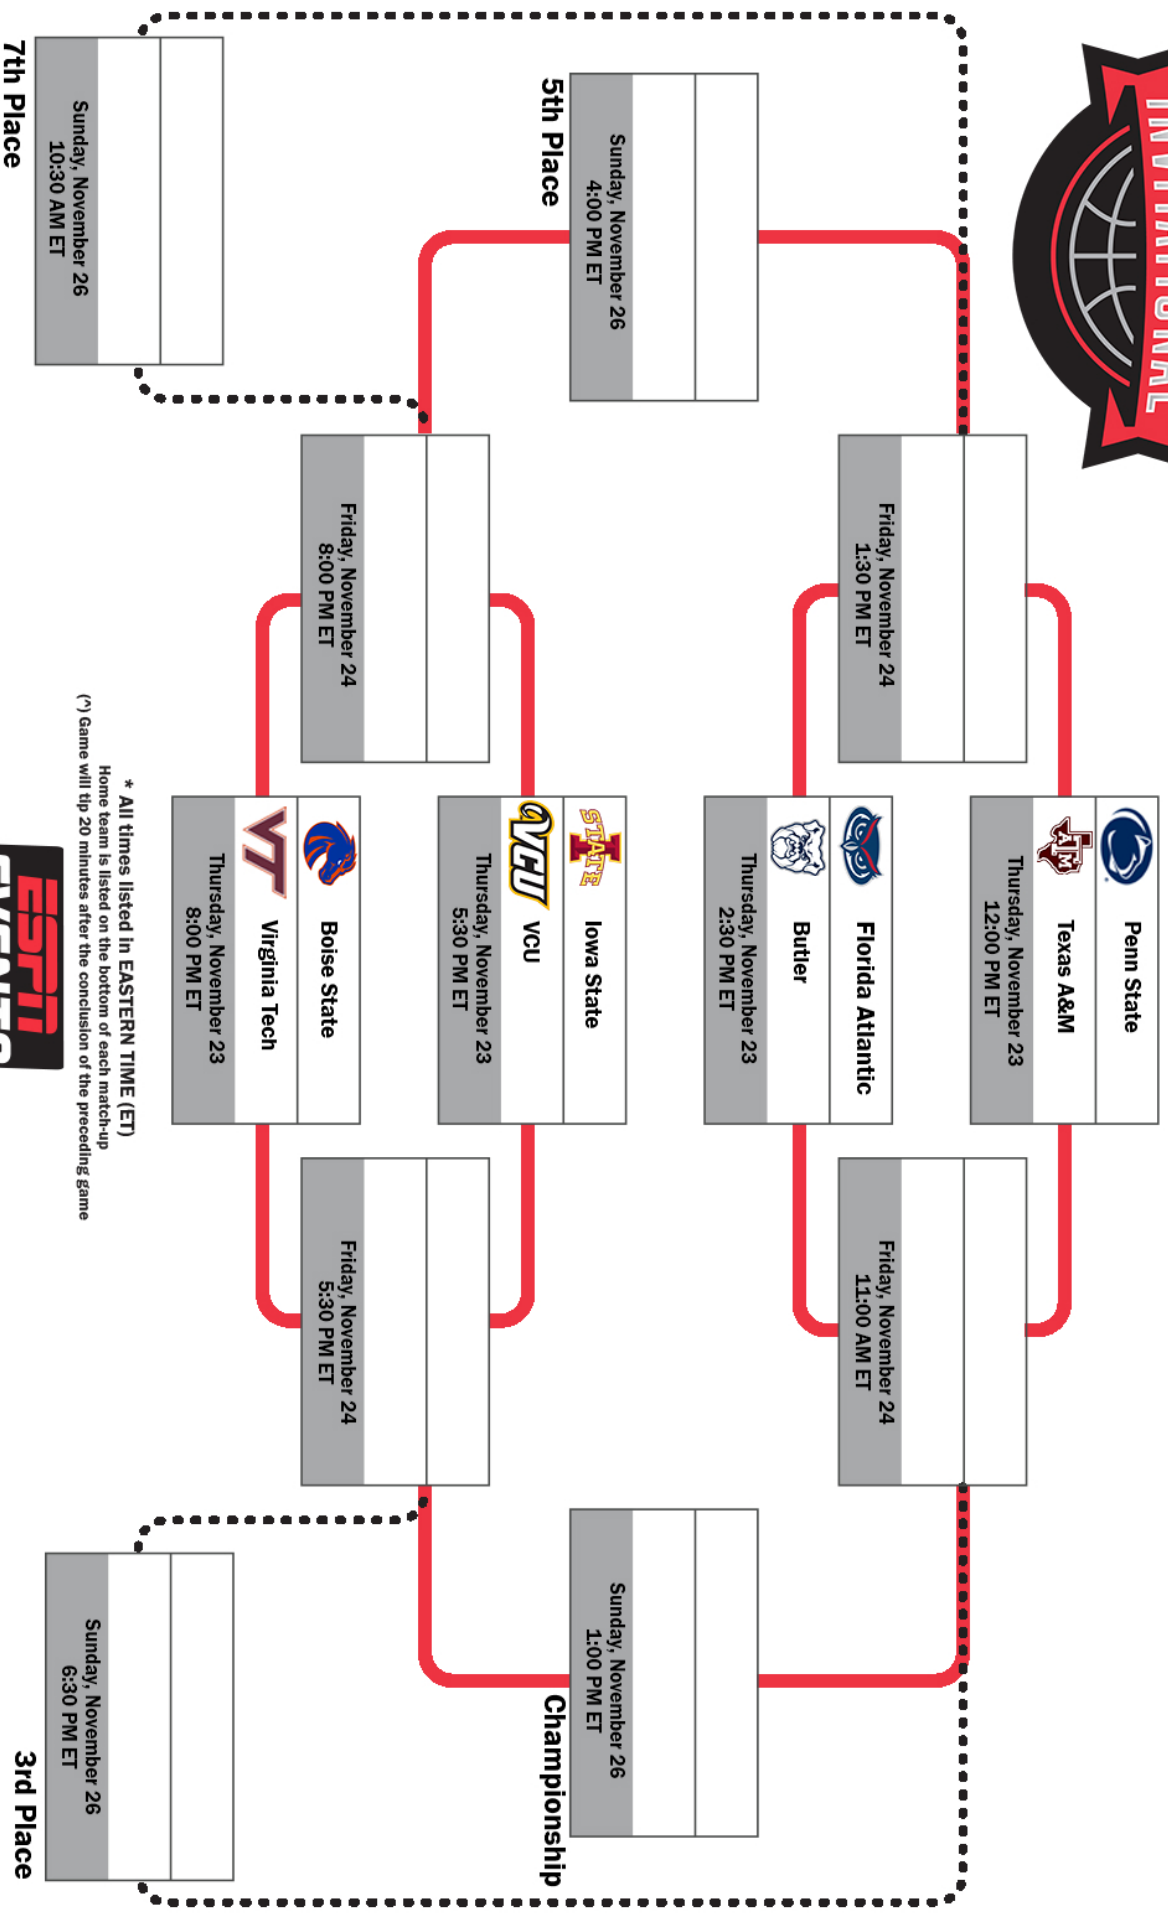 INVITATIONAL
Penn State
Texas A&M
Thursday, November 23
12:00 PM ET
Florida Atlantic
Butler
Thursday, November 23
2:30 PM ET
STATE
Iowa State
VCU
VCU
Thursday, November 23
5:30 PM ET
Boise State
VT
Virginia Tech
Thursday, November 23
8:00 PM ET
Friday, November 24
1:30 PM ET
Friday, November 24
11:00 AM ET
Friday, November 24
8:00 PM ET
Friday, November 24
5:30 PM ET
Sunday, November 26
4:00 PM ET
5th Place
Sunday, November 26
1:00 PM ET
Championship
Sunday, November 26
10:30 AM ET
7th Place
Sunday, November 26
6:30 PM ET
3rd Place
* All times listed in EASTERN TIME (ET)
Home team is listed on the bottom of each match-up
(^) Game will tip 20 minutes after the conclusion of the preceding game
ESPN
EVENTS